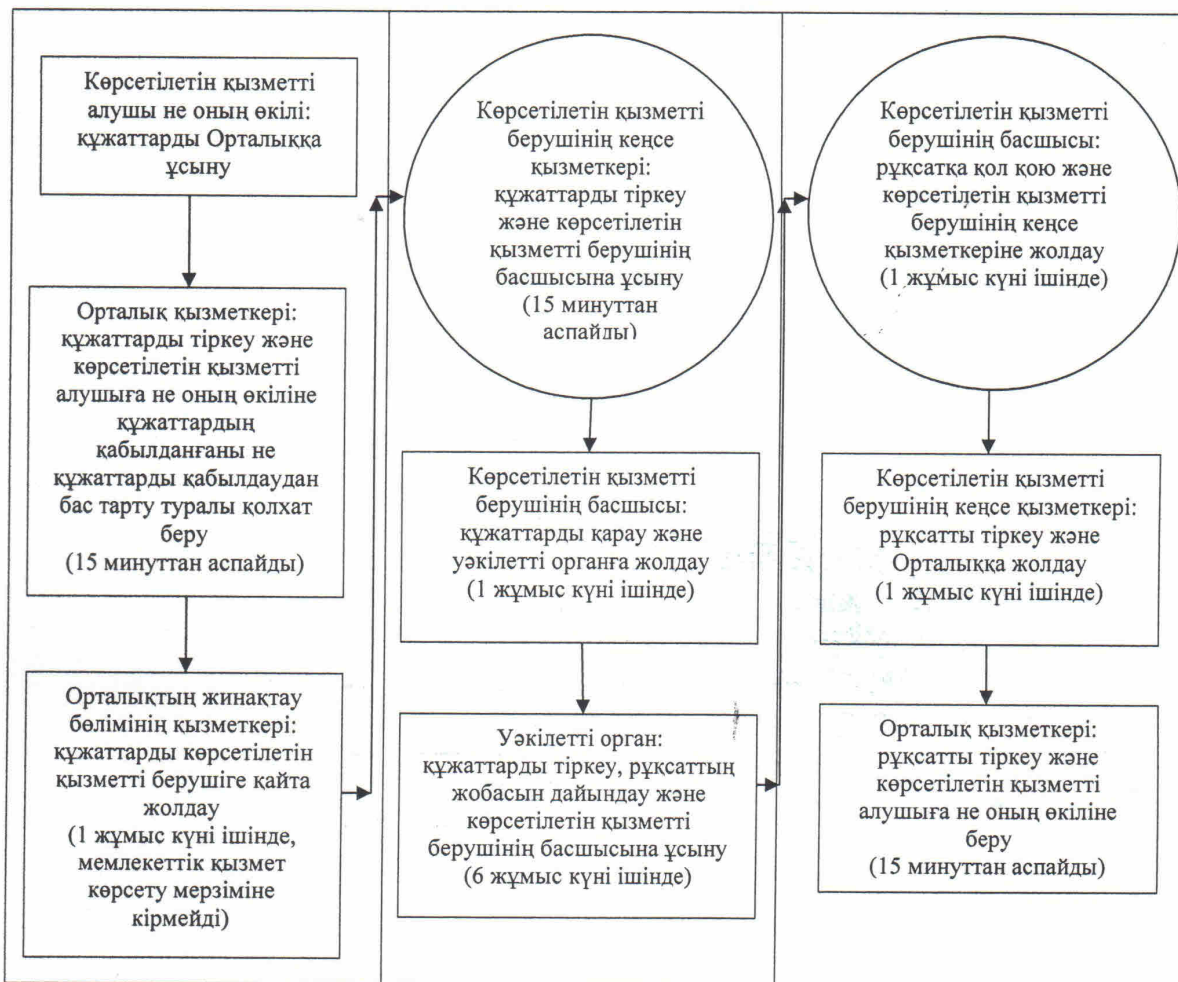 Көрсетілетін қызметті
алушы не оның өкілі:
құжаттарды Орталыққа
ұсыну
Орталық қызметкері:
құжаттарды тіркеу және
көрсетілетін қызметті
алушыға не оның өкіліне
құжаттардың
қабылданғаны не
құжаттарды қабылдаудан
бас тарту туралы қолхат
беру
(15 минуттан аспайды)
Орталықтың жинақтау
бөлімінің қызметкері:
құжаттарды көрсетілетін
қызметті берушіге қайта
жолдау
(1 жұмыс күні ішінде,
мемлекеттік қызмет
көрсету мерзіміне
кірмейді)
Көрсетілетін қызметті
берушінің кеңсе
қызметкері:
құжаттарды тіркеу
және көрсетілетін
қызметті берушінің
басшысына ұсыну
(15 минуттан
аспайды)
Көрсетілетін қызметті
берушінің басшысы:
құжаттарды қарау және
уәкілетті органға жолдау
(1 жұмыс күні ішінде)
Уәкілетті орган:
құжаттарды тіркеу, рұқсаттың
жобасын дайындау және
көрсетілетін қызметті
берушінің басшысына ұсыну
(6 жұмыс күні ішінде)
Көрсетілетін қызметті
берушінің басшысы:
рұқсатқа қол қою және
көрсетілетін қызметті
берушінің кеңсе
қызметкеріне жолдау
(1 жұмыс күні ішінде)
Көрсетілетін қызметті
берушінің кеңсе қызметкері:
рұқсатты тіркеу және
Орталыққа жолдау
(1 жұмыс күні ішінде)
Орталық қызметкері:
рұқсатты тіркеу және
көрсетілетін қызметті
алушыға не оның өкіліне
беру
(15 минуттан аспайды)